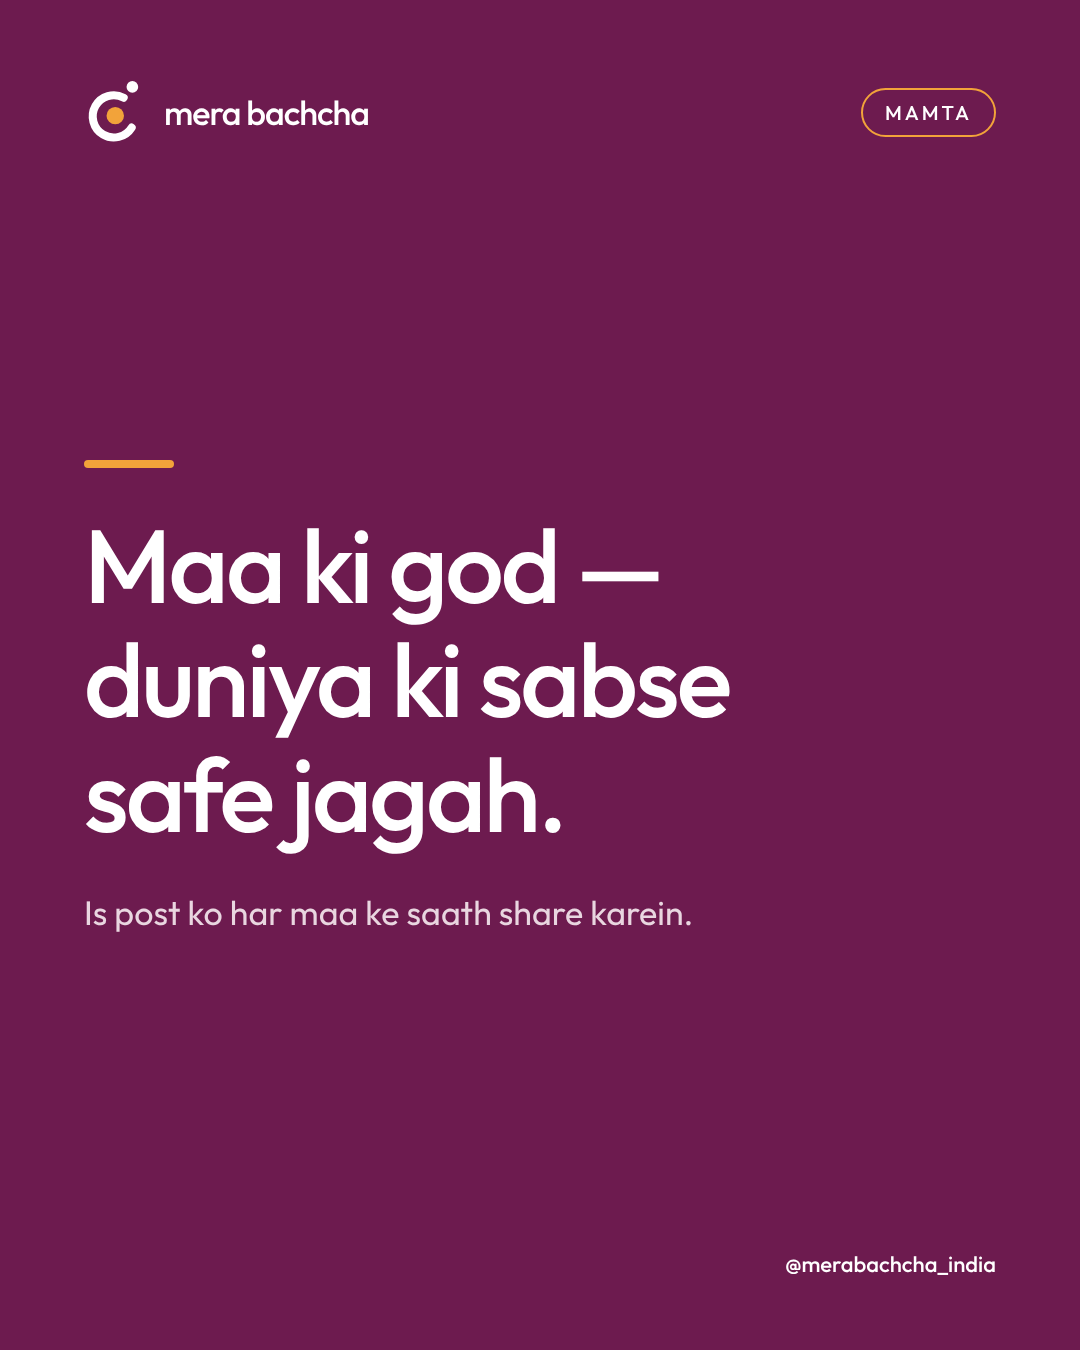 mera bachcha
MAMTA
Maa ki god —
duniya ki sabse
safe jagah.
Is post ko har maa ke saath share karein.
@merabachcha_india